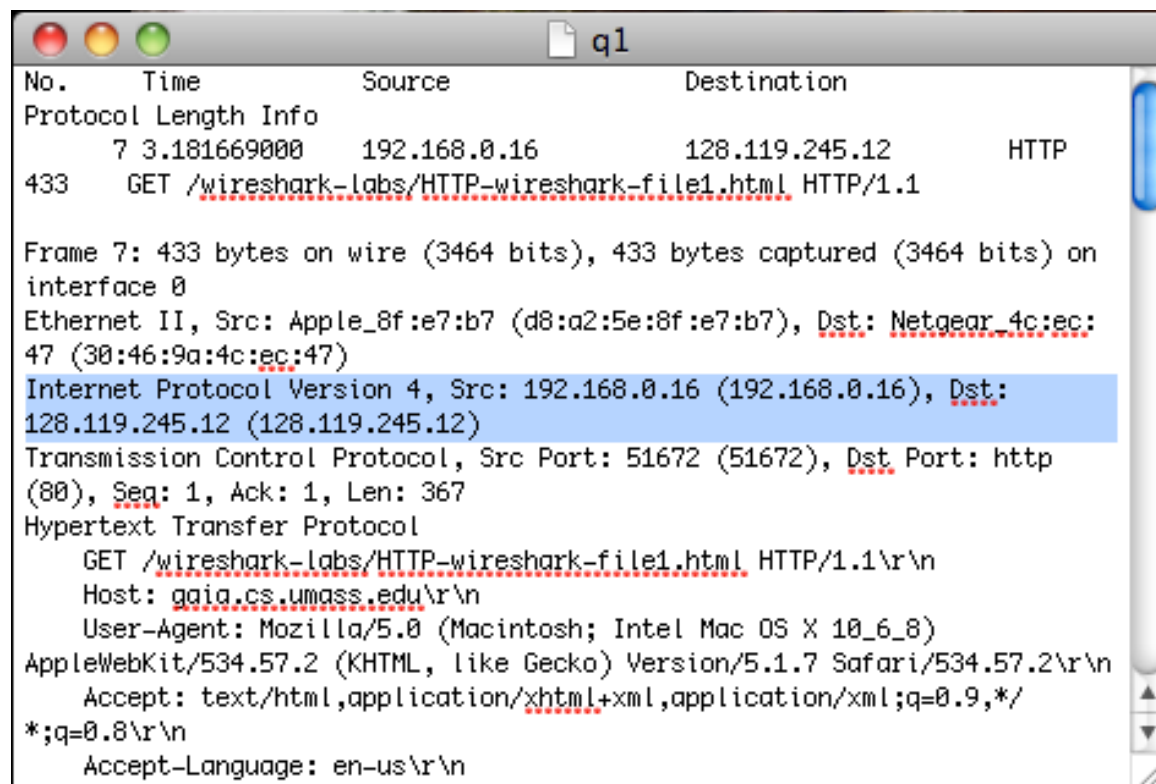 q1
No. Time Source Destination
Protocol Length Info
7 3.181669000 192.168.0.16 128.119.245.12 HTTP
433 GET /wireshark-labs/HTTP-wireshark-file1.html HTTP/1.1
Frame 7: 433 bytes on wire (3464 bits), 433 bytes captured (3464 bits) on
interface 0
Ethernet II, Src: Apple_8f:e7:b7 (d8:a2:5e:8f:e7:b7), Dst: Netgear_4c:ec:
47 (30:46:9a:4c:ec:47)
Internet Protocol Version 4, Src: 192.168.0.16 (192.168.0.16), Dst:
128.119.245.12 (128.119.245.12)
Transmission Control Protocol, Src Port: 51672 (51672), Dst Port: http
(80), Seq: 1, Ack: 1, Len: 367
Hypertext Transfer Protocol
GET /wireshark-labs/HTTP-wireshark-file1.html HTTP/1.1\r\n
Host: gaia.cs.umass.edu\r\n
User-Agent: Mozilla/5.0 (Macintosh; Intel Mac OS X 10_6_8)
AppleWebKit/534.57.2 (KHTML, like Gecko) Version/5.1.7 Safari/534.57.2\r\n
Accept: text/html,application/xhtml+xml,application/xml;q=0.9,*/
*;q=0.8\r\n
Accept-Language: en-us\r\n